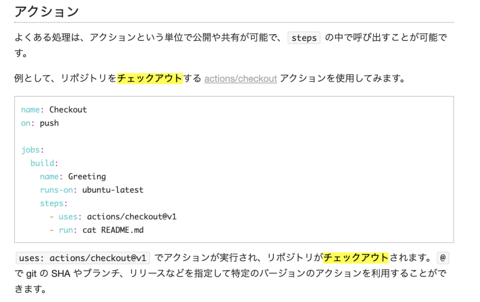 アクション
よくある処理は、アクションという単位で公開や共有が可能で、 steps の中で呼び出すことが可能で
す。
例として、リポジトリをチェックアウトする actions/checkout アクションを使用してみます。
name: Checkout
on: push
jobs:
  build:
    name: Greeting
    runs-on: ubuntu-latest
    steps:
      - uses: actions/checkout@v1
      - run: cat README.md
uses: actions/checkout@v1 でアクションが実行され、リポジトリがチェックアウトされます。 @
で git の SHA やブランチ、リリースなどを指定して特定のバージョンのアクションを利用することがで
きます。